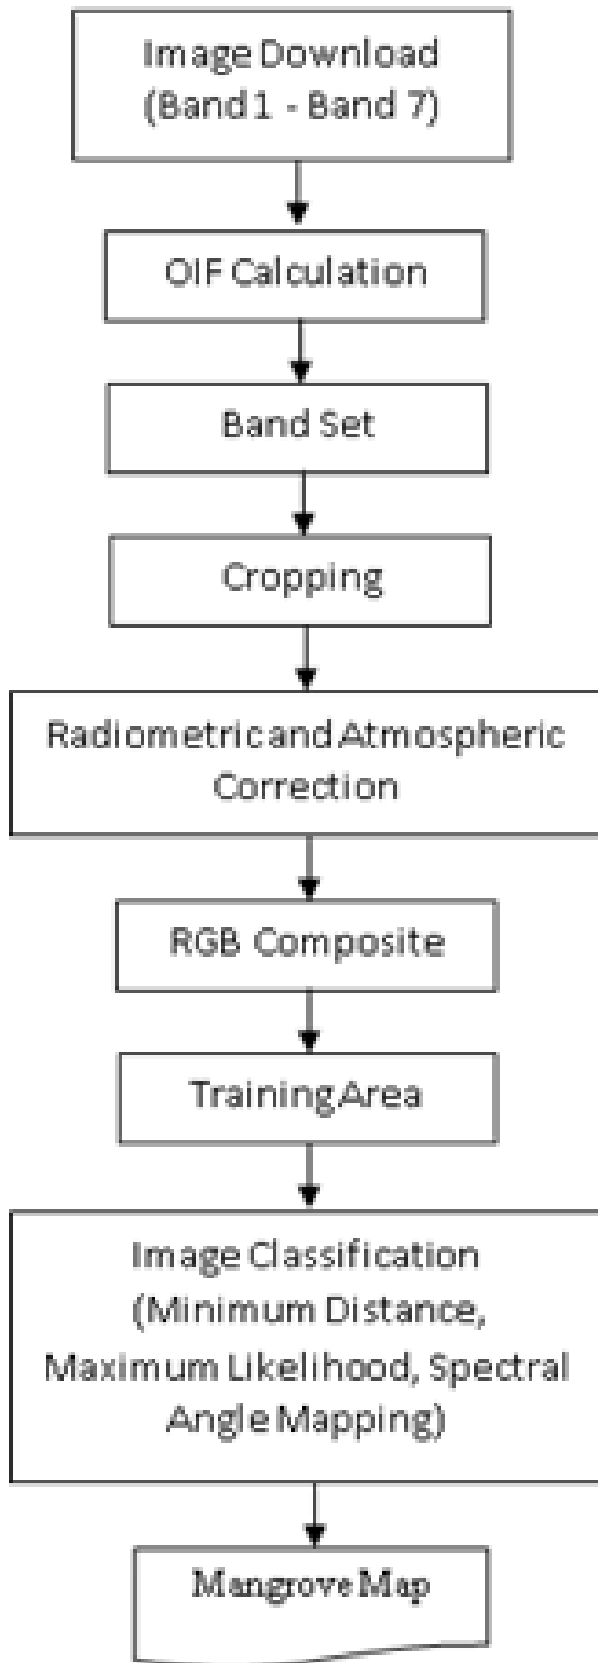 Image Download
(Band 1 - Band 7)
OIF Calculation
Band Set
Cropping
Radiometric and Atmospheric
Correction
RGB Composite
Training Area
Image Classification
(Minimum Distance,
Maximum Likelihood, Spectral
Angle Mapping)
Mangrove Map